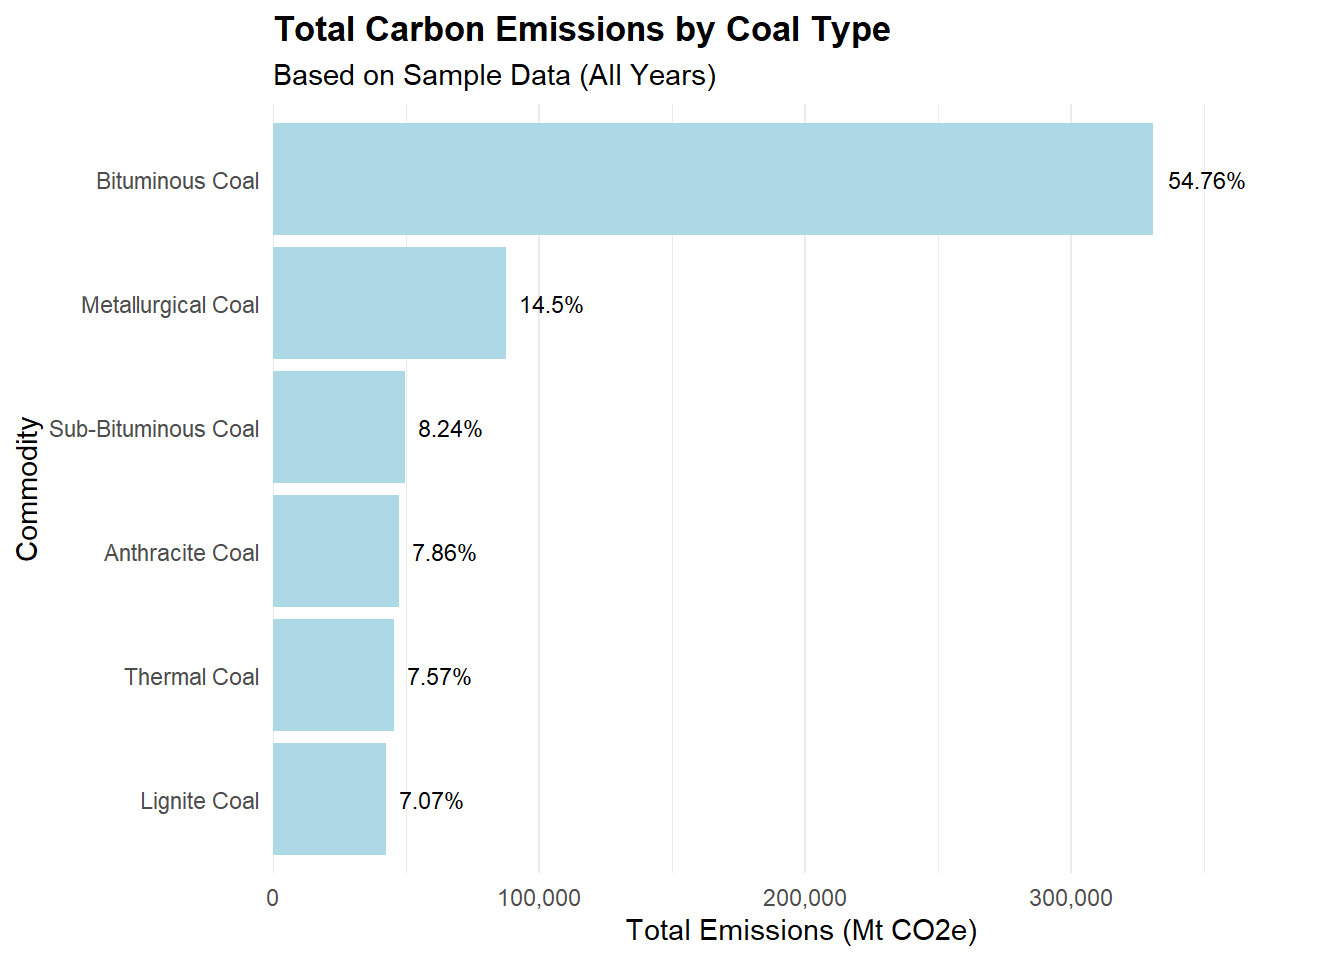 Total Carbon Emissions by Coal Type
Based on Sample Data (All Years)
Commodity
Bituminous Coal
54.76%
Metallurgical Coal
14.5%
Sub-Bituminous Coal
8.24%
Anthracite Coal
7.86%
Thermal Coal
7.57%
Lignite Coal
7.07%
0 100,000 200,000 300,000
Total Emissions (Mt CO2e)